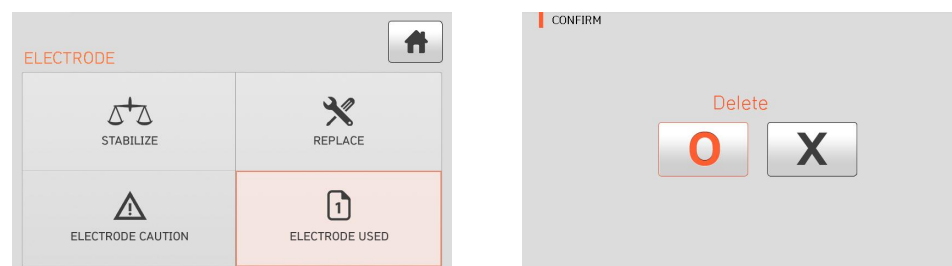 ELECTRODE
STABILIZE
REPLACE
ELECTRODE CAUTION
1
ELECTRODE USED
CONFIRM
Delete
O X